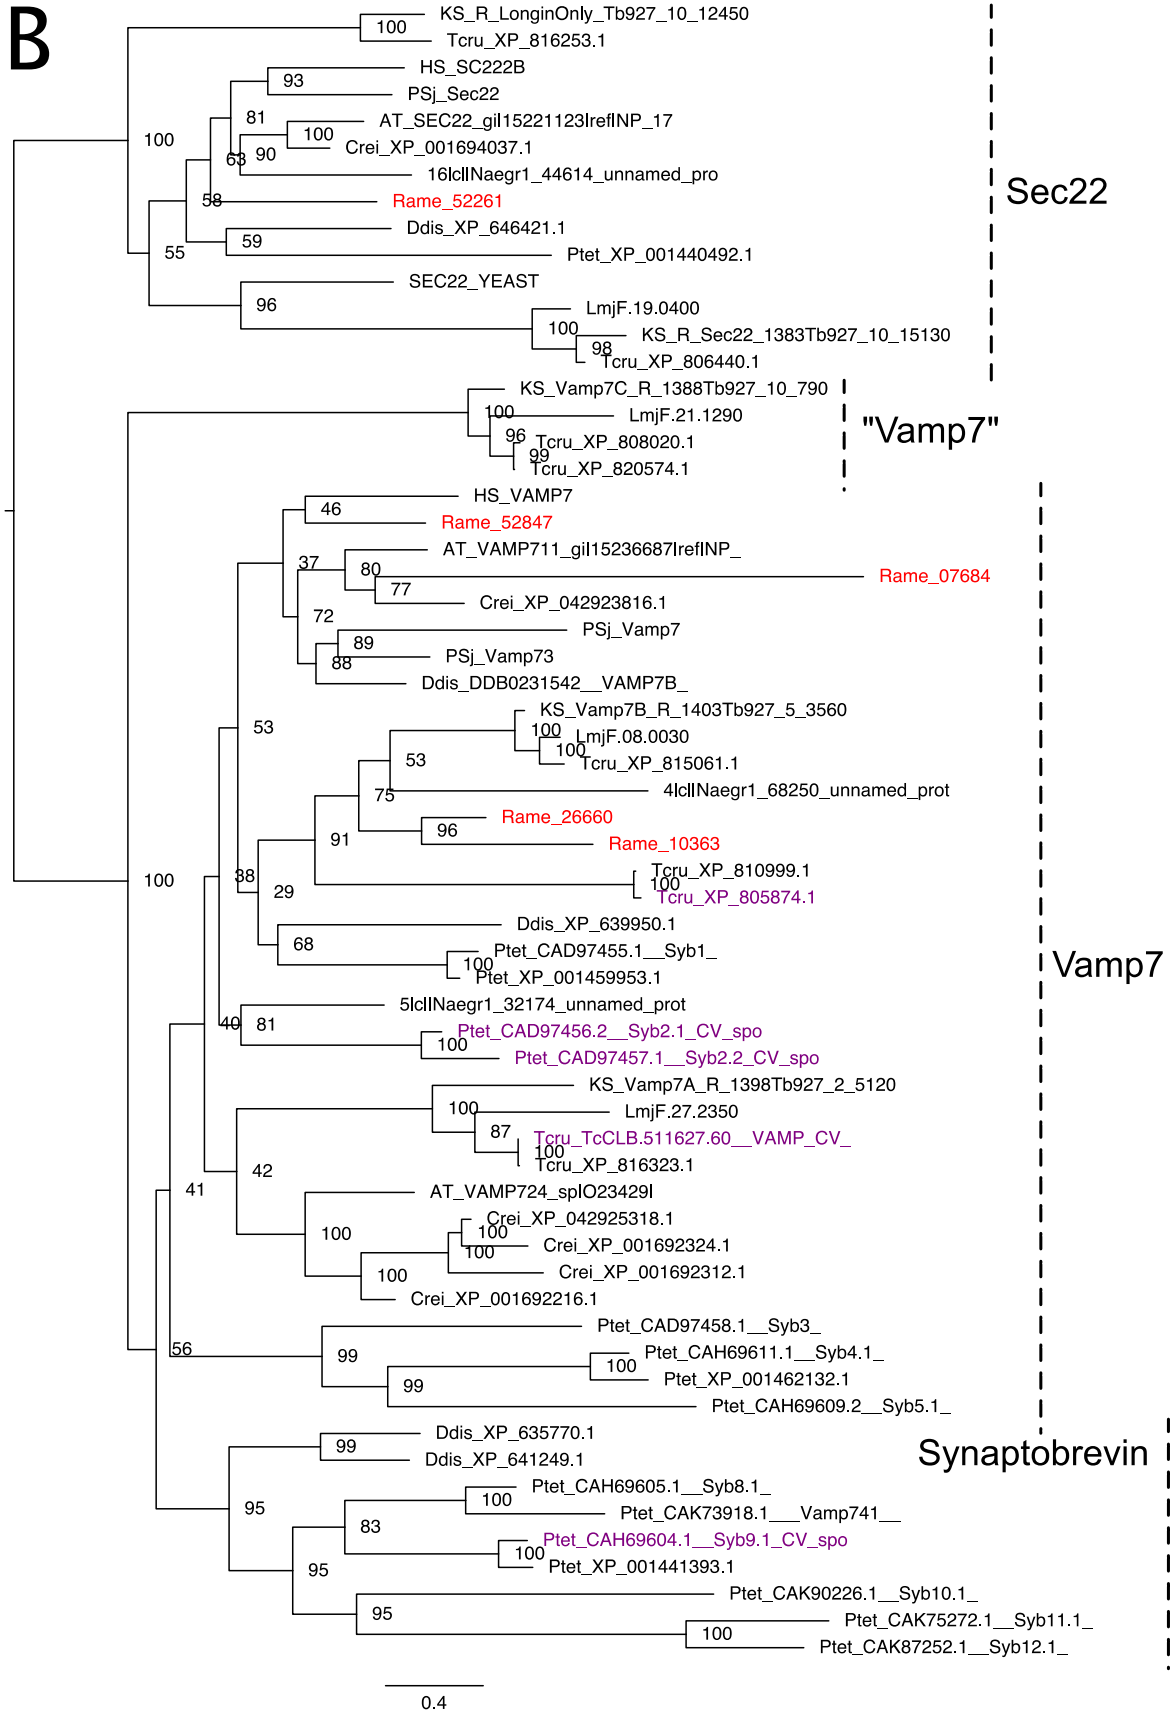 B
KS_R_LonginOnly_Tb927_10_12450
100
Tcru_XP_816253.1
HS_SC222B
93
PSj_Sec22
81
AT_SEC22_gil15221123lreflNP_17
100
Crei_XP_001694037.1
100
63
90
16lcllNaegr1_44614_unnamed_pro
Sec22
58
Rame_52261
Ddis_XP_646421.1
59
55
Ptet_XP_001440492.1
SEC22_YEAST
96
LmjF.19.0400
100
KS_R_Sec22_1383Tb927_10_15130
98
Tcru_XP_806440.1
KS_Vamp7C_R_1388Tb927_10_790
100
LmjF.21.1290
"Vamp7"
96
Tcru_XP_808020.1
99
Tcru_XP_820574.1
HS_VAMP7
46
Rame_52847
AT_VAMP711_gil15236687lreflNP_
37
80
Rame_07684
77
Crei_XP_042923816.1
72
PSj_Vamp7
89
PSj_Vamp73
88
Ddis_DDB0231542__VAMP7B_
KS_Vamp7B_R_1403Tb927_5_3560
53
100
LmjF.08.0030
100
53
Tcru_XP_815061.1
75
4lcllNaegr1_68250_unnamed_prot
Rame_26660
96
91
Rame_10363
Tcru_XP_810999.1
100
38
100
29
Tcru_XP_805874.1
Ddis_XP_639950.1
68
Ptet_CAD97455.1__Syb1_
100
Vamp7
Ptet_XP_001459953.1
5lcllNaegr1_32174_unnamed_prot
40
81
Ptet_CAD97456.2__Syb2.1_CV_spo
100
Ptet_CAD97457.1__Syb2.2_CV_spo
KS_Vamp7A_R_1398Tb927_2_5120
100
LmjF.27.2350
87
Tcru_TcCLB.511627.60__VAMP_CV_
100
42
Tcru_XP_816323.1
41
AT_VAMP724_splO23429l
Crei_XP_042925318.1
100
100
Crei_XP_001692324.1
100
100
Crei_XP_001692312.1
Crei_XP_001692216.1
Ptet_CAD97458.1__Syb3_
56
99
Ptet_CAH69611.1__Syb4.1_
100
99
Ptet_XP_001462132.1
Ptet_CAH69609.2__Syb5.1_
Ddis_XP_635770.1
99
Synaptobrevin
Ddis_XP_641249.1
Ptet_CAH69605.1__Syb8.1_
95
100
Ptet_CAK73918.1___Vamp741__
83
Ptet_CAH69604.1__Syb9.1_CV_spo
100
95
Ptet_XP_001441393.1
Ptet_CAK90226.1__Syb10.1_
95
Ptet_CAK75272.1__Syb11.1_
100
Ptet_CAK87252.1__Syb12.1_
0.4